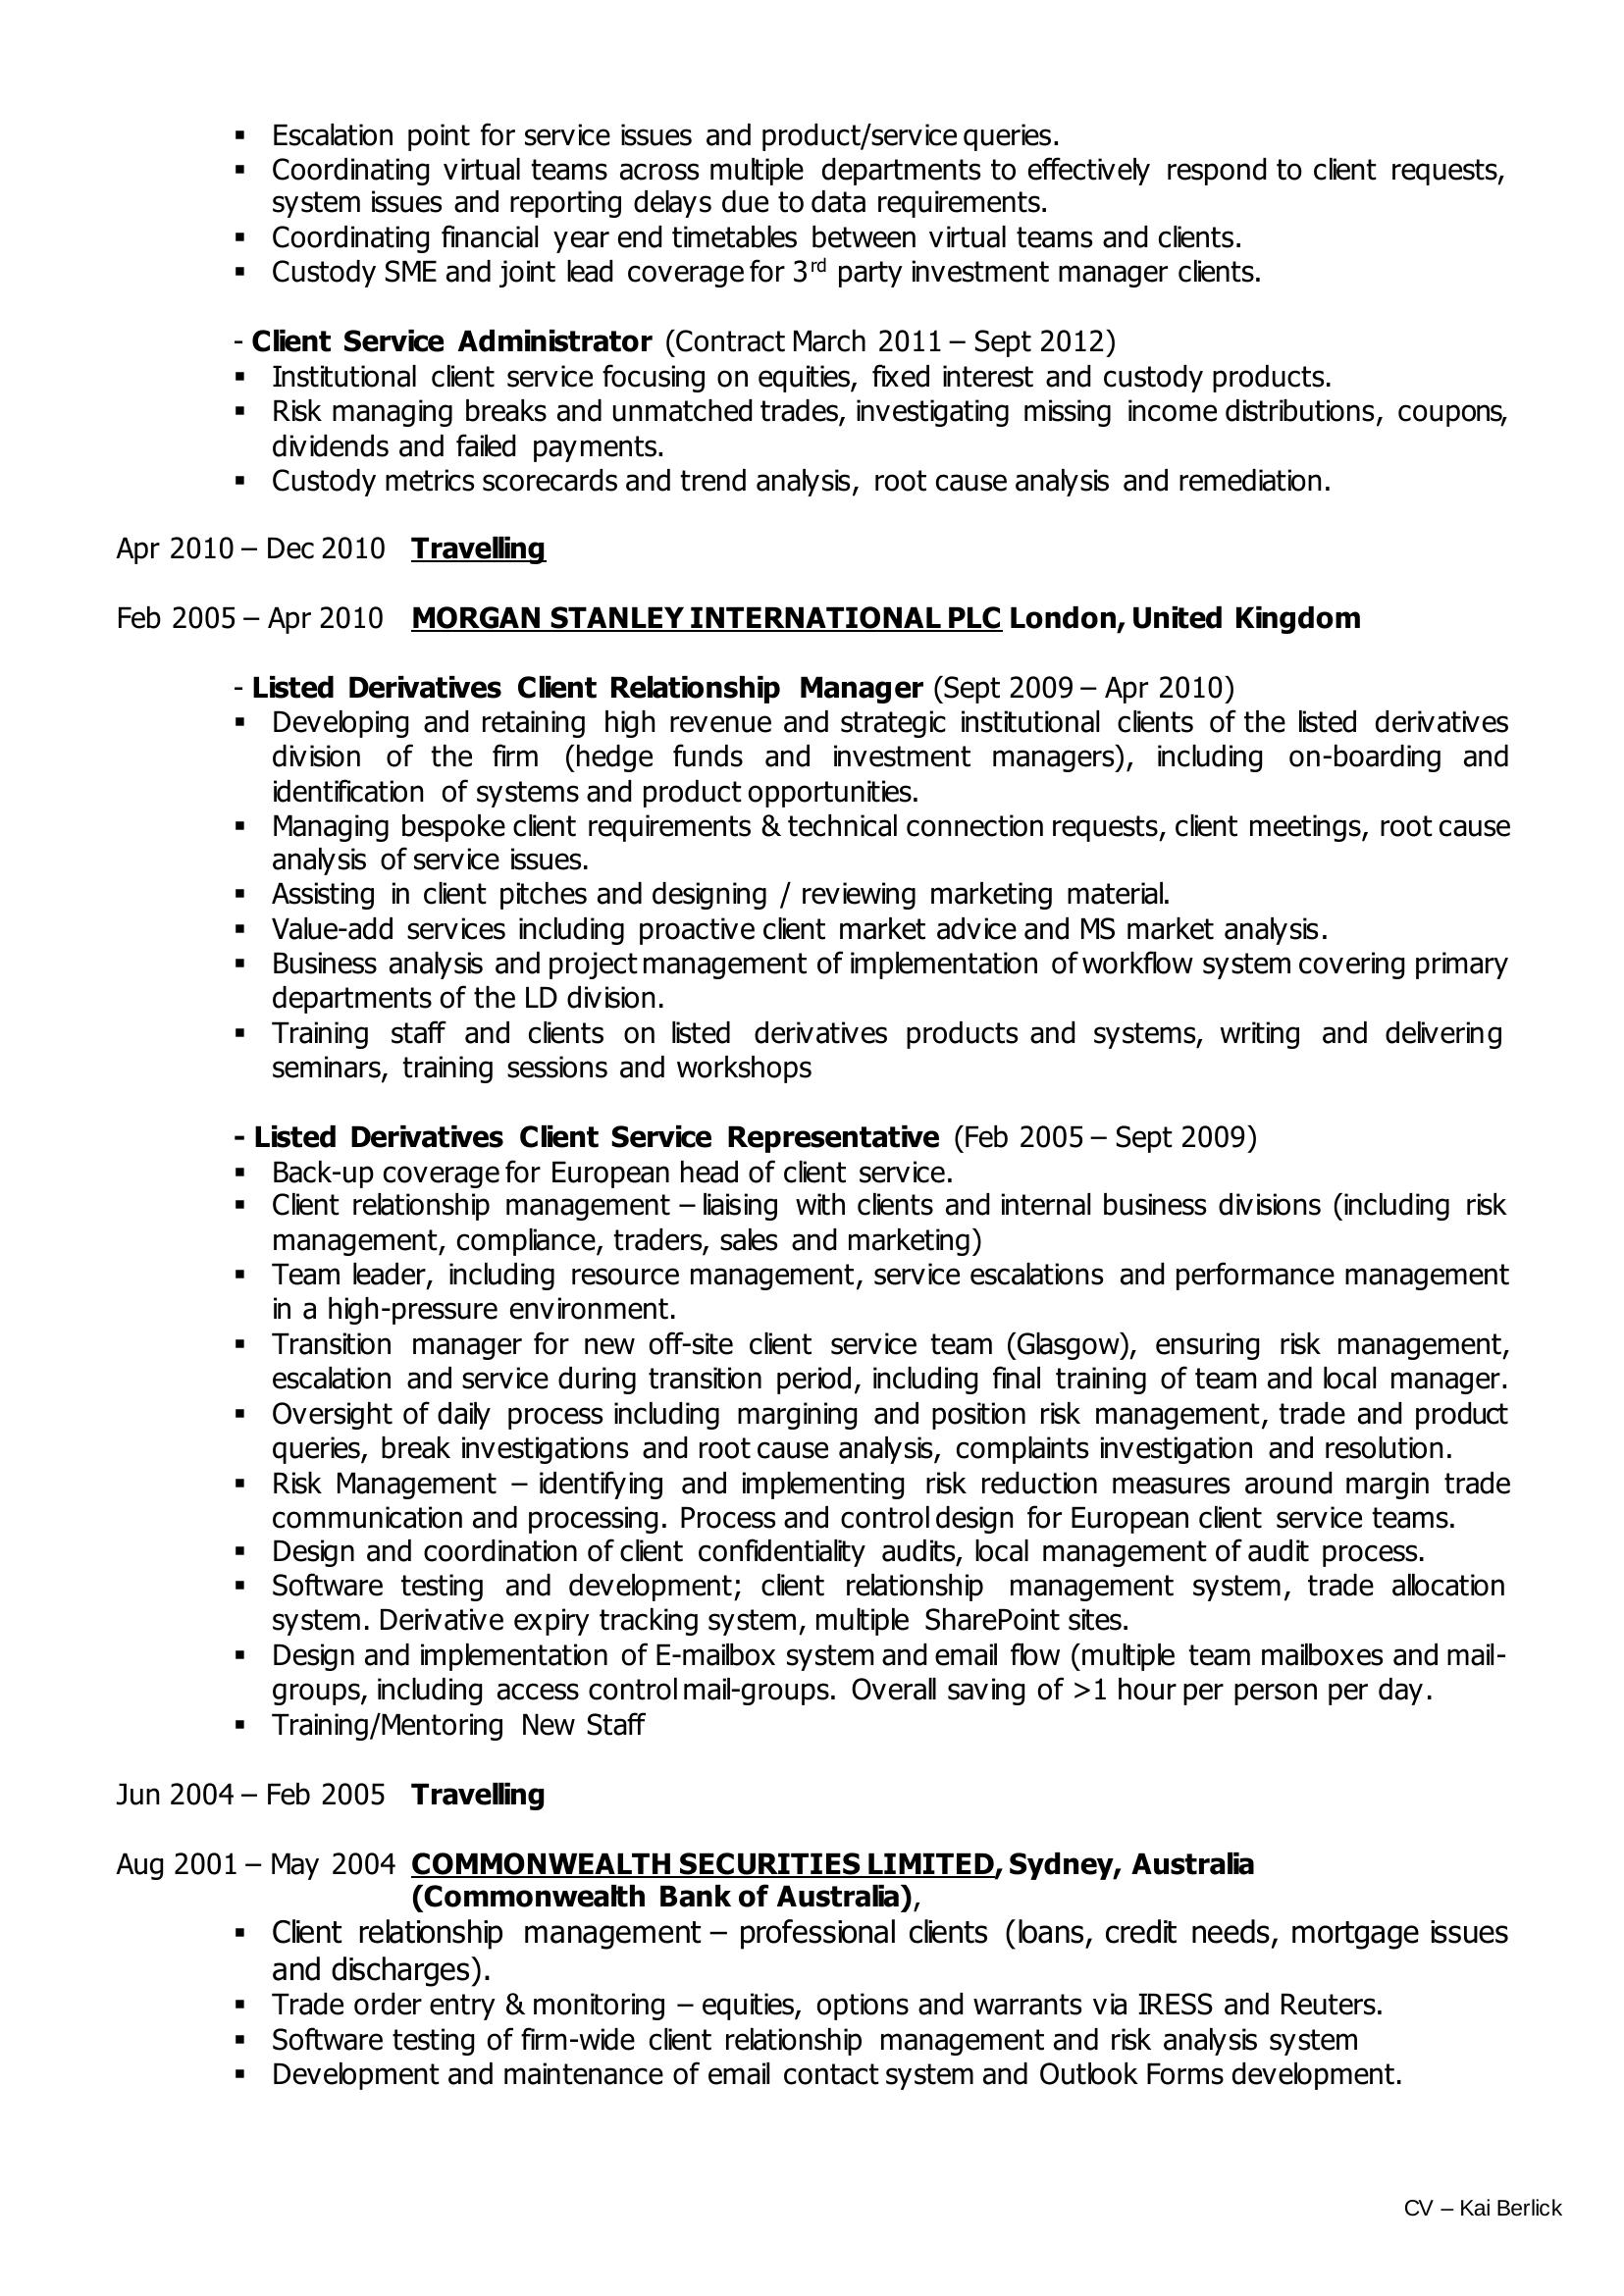 ▪ Escalation point for service issues and product/service queries.
▪ Coordinating virtual teams across multiple departments to effectively respond to client requests,
system issues and reporting delays due to data requirements.
▪ Coordinating financial year end timetables between virtual teams and clients.
▪ Custody SME and joint lead coverage for 3rd party investment manager clients.
- Client Service Administrator (Contract March 2011 – Sept 2012)
▪ Institutional client service focusing on equities, fixed interest and custody products.
▪ Risk managing breaks and unmatched trades, investigating missing income distributions, coupons,
dividends and failed payments.
▪ Custody metrics scorecards and trend analysis, root cause analysis and remediation.
Apr 2010 – Dec 2010 Travelling
Feb 2005 – Apr 2010 MORGAN STANLEY INTERNATIONAL PLC London, United Kingdom
- Listed Derivatives Client Relationship Manager (Sept 2009 – Apr 2010)
▪ Developing and retaining high revenue and strategic institutional clients of the listed derivatives
division of the firm (hedge funds and investment managers), including on-boarding and
identification of systems and product opportunities.
▪ Managing bespoke client requirements & technical connection requests, client meetings, root cause
analysis of service issues.
▪ Assisting in client pitches and designing / reviewing marketing material.
▪ Value-add services including proactive client market advice and MS market analysis.
▪ Business analysis and project management of implementation of workflow system covering primary
departments of the LD division.
▪ Training staff and clients on listed derivatives products and systems, writing and delivering
seminars, training sessions and workshops
- Listed Derivatives Client Service Representative (Feb 2005 – Sept 2009)
▪ Back-up coverage for European head of client service.
▪ Client relationship management – liaising with clients and internal business divisions (including risk
management, compliance, traders, sales and marketing)
▪ Team leader, including resource management, service escalations and performance management
in a high-pressure environment.
▪ Transition manager for new off-site client service team (Glasgow), ensuring risk management,
escalation and service during transition period, including final training of team and local manager.
▪ Oversight of daily process including margining and position risk management, trade and product
queries, break investigations and root cause analysis, complaints investigation and resolution.
▪ Risk Management – identifying and implementing risk reduction measures around margin trade
communication and processing. Process and control design for European client service teams.
▪ Design and coordination of client confidentiality audits, local management of audit process.
▪ Software testing and development; client relationship management system, trade allocation
system. Derivative expiry tracking system, multiple SharePoint sites.
▪ Design and implementation of E-mailbox system and email flow (multiple team mailboxes and mail-
groups, including access control mail-groups. Overall saving of >1 hour per person per day.
▪ Training/Mentoring New Staff
Jun 2004 – Feb 2005 Travelling
Aug 2001 – May 2004 COMMONWEALTH SECURITIES LIMITED, Sydney, Australia
(Commonwealth Bank of Australia),
▪ Client relationship management – professional clients (loans, credit needs, mortgage issues
and discharges).
▪ Trade order entry & monitoring – equities, options and warrants via IRESS and Reuters.
▪ Software testing of firm-wide client relationship management and risk analysis system
▪ Development and maintenance of email contact system and Outlook Forms development.
CV – Kai Berlick